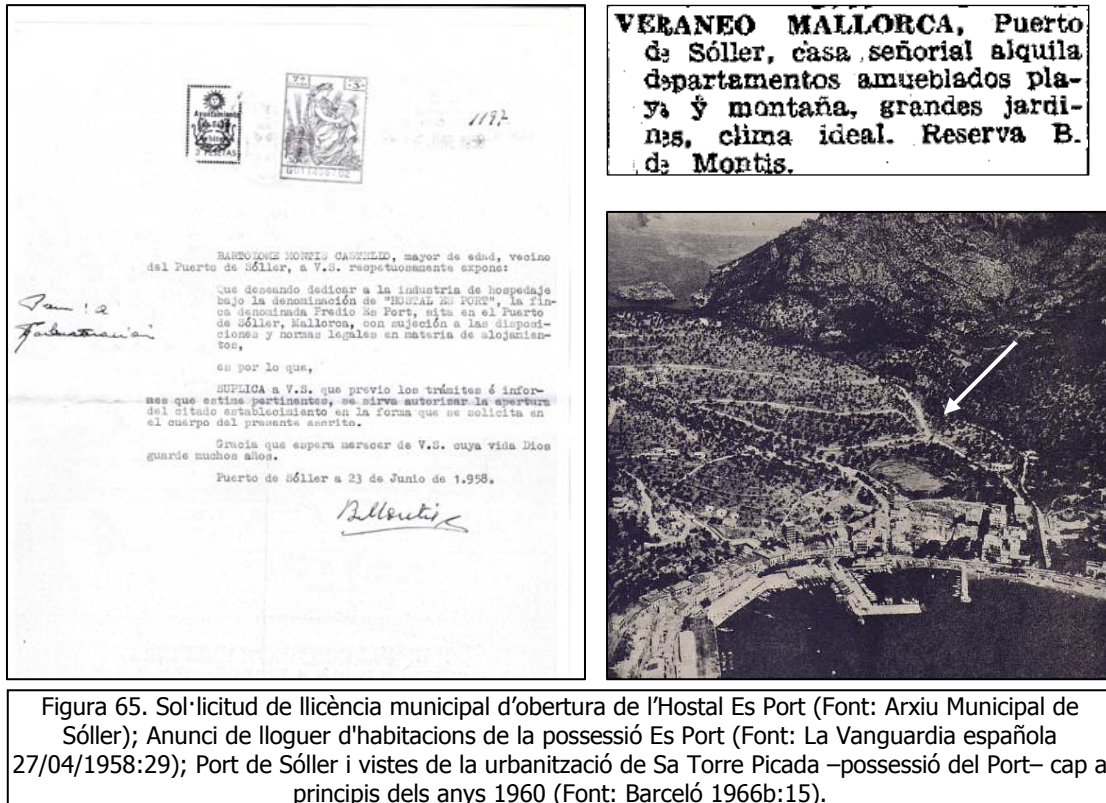 Ayuntamiento
3 PESETAS
1197
BARTOLOME MONTIS CASTELLO, mayor de edad, vecino
del Puerto de Sóller, a V.S. respetuosamente expone:
Que deseando dedicar a la industria de hospedaje
bajo la denominación de "HOSTAL ES PORT", la fin-
ca denominada Predio Es Port, sita en el Puerto
de Sóller, Mallorca, con sujeción a las disposi-
ciones y normas legales en materia de alojamien-
tos,
es por lo que,
SUPLICA a V.S. que previo los trámites é infor-
mes que estime pertinentes, se sirva autorizar la apertura
del citado establecimiento en la forma que se solicita en
el cuerpo del presente escrito.
Gracia que espera merecer de V.S. cuya vida Dios
guarde muchos años.
Puerto de Sóller a 23 de Junio de 1.958.
B. Montis
VERANEO MALLORCA, Puerto
de Sóller, casa señorial alquila
departamentos amueblados pla-
ya y montaña, grandes jardi-
nes, clima ideal. Reserva B.
de Montis.
Figura 65. Sol·licitud de llicència municipal d'obertura de l'Hostal Es Port (Font: Arxiu Municipal de
Sóller); Anunci de lloguer d'habitacions de la possessió Es Port (Font: La Vanguardia española
27/04/1958:29); Port de Sóller i vistes de la urbanització de Sa Torre Picada –possessió del Port– cap a
principis dels anys 1960 (Font: Barceló 1966b:15).